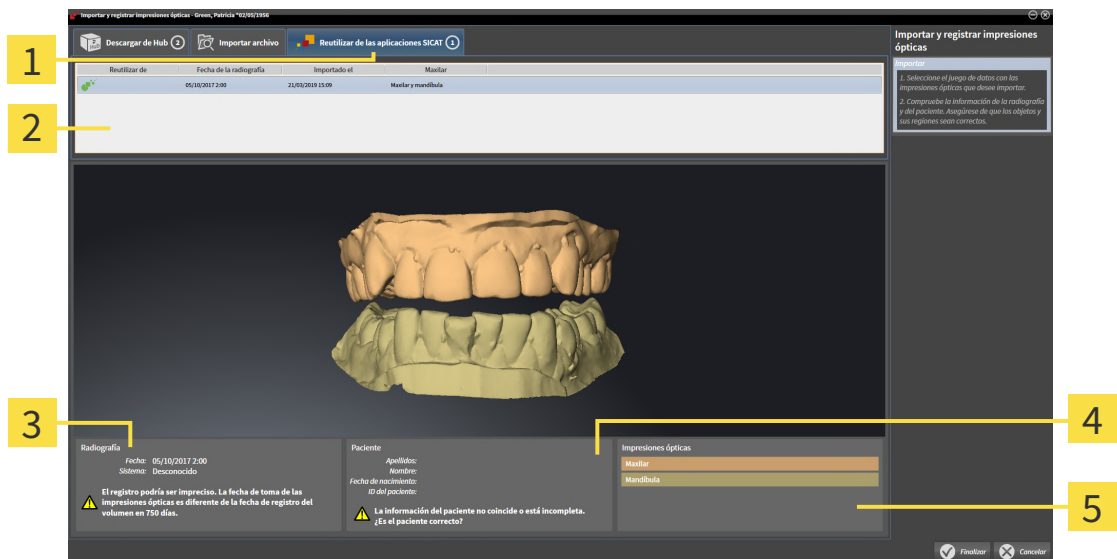 Importar y registrar impresiones ópticas - Green, Patricia *02/05/1956
Descargar de Hub 2
Importar archivo
Reutilizar de las aplicaciones SICAT 1
Importar y registrar impresiones
ópticas
Importar
1. Seleccione el juego de datos con las
impresiones ópticas que desee importar.
2. Compruebe la información de la radiografía
y del paciente. Asegúrese de que los objetos y
sus regiones sean correctos.
1
Reutilizar de Fecha de la radiografía Importado el Maxilar
05/10/2017 2:00 21/03/2019 15:09 Maxilar y mandíbula
2
3
4
5
Radiografía
Fecha: 05/10/2017 2:00
Sistema: Desconocido
El registro podría ser impreciso. La fecha de toma de las
impresiones ópticas es diferente de la fecha de registro del
volumen en 750 días.
Paciente
Apellidos:
Nombre:
Fecha de nacimiento:
ID del paciente:
La información del paciente no coincide o está incompleta.
¿Es el paciente correcto?
Impresiones ópticas
Maxilar
Mandíbula
Finalizar
Cancelar